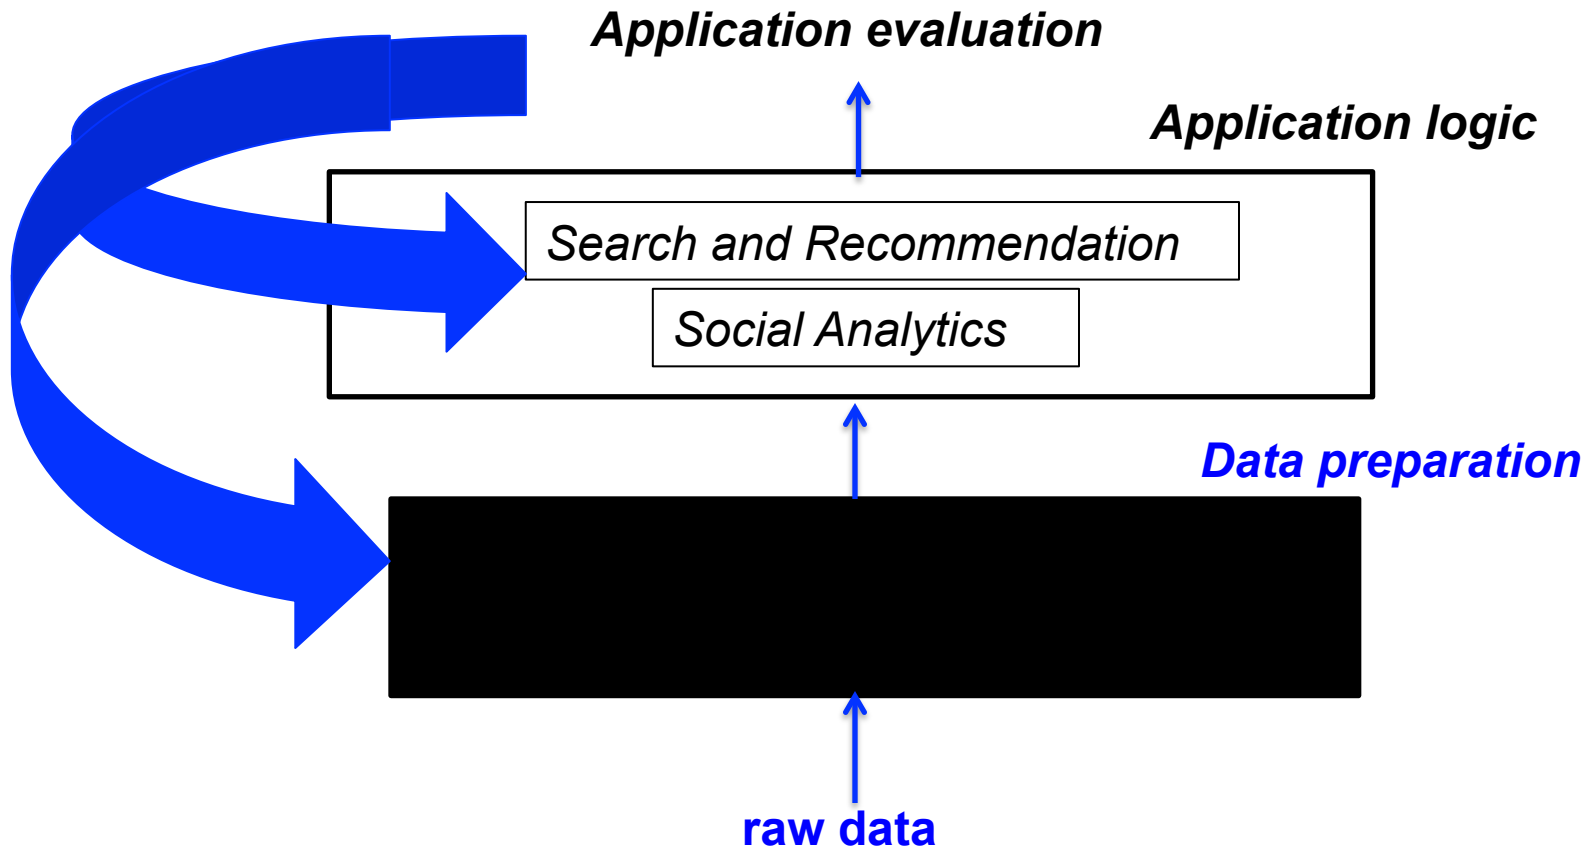 Application evaluation
Application logic
Search and Recommendation
Social Analytics
Data preparation
raw data